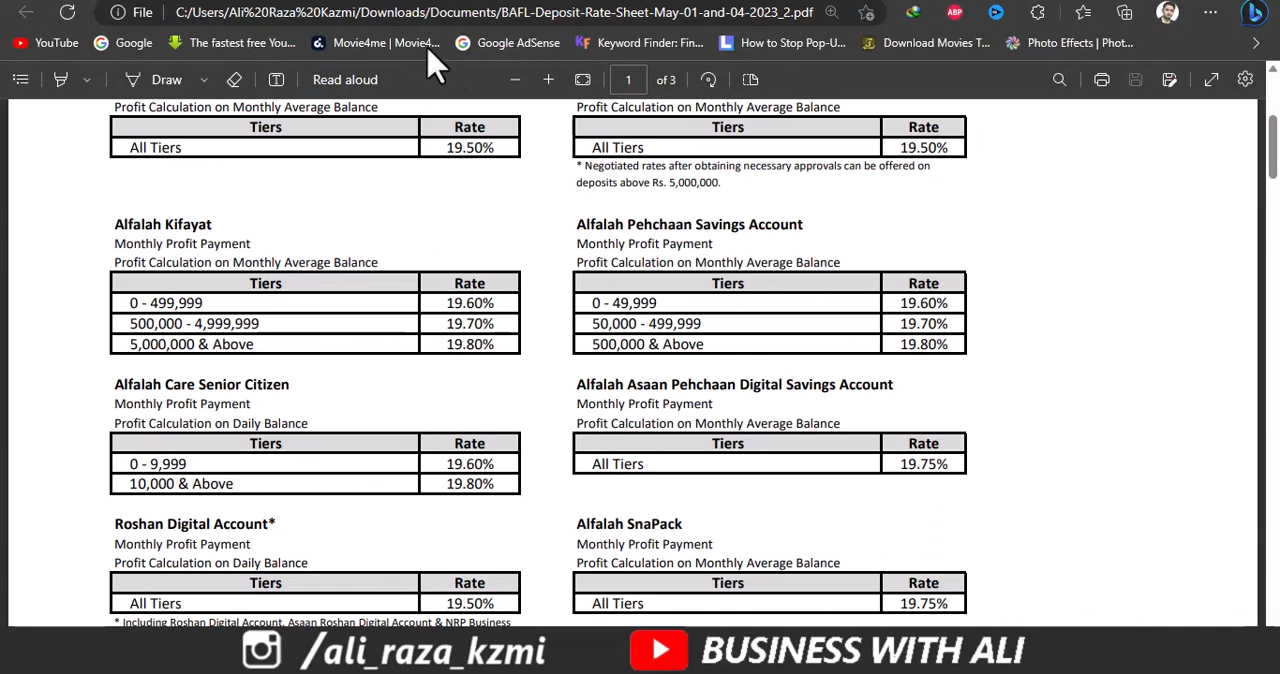 File C:/Users/Ali%20Raza%20Kazmi/Downloads/Documents/BAFL-Deposit-Rate-Sheet-May-01-and-04-2023_2.pdf ABP
YouTube Google The fastest free You... Movie4me | Movie4... Google AdSense KF Keyword Finder: Fin... L How to Stop Pop-U... Download Movies T... Photo Effects | Phot...
Draw Read aloud 1 of 3
Profit Calculation on Monthly Average Balance
Tiers Rate
All Tiers 19.50%
Profit Calculation on Monthly Average Balance
Tiers Rate
All Tiers 19.50%
* Negotiated rates after obtaining necessary approvals can be offered on
deposits above Rs. 5,000,000.
Alfalah Kifayat
Monthly Profit Payment
Profit Calculation on Monthly Average Balance
Tiers Rate
0 - 499,999 19.60%
500,000 - 4,999,999 19.70%
5,000,000 & Above 19.80%
Alfalah Pehchaan Savings Account
Monthly Profit Payment
Profit Calculation on Monthly Average Balance
Tiers Rate
0 - 49,999 19.60%
50,000 - 499,999 19.70%
500,000 & Above 19.80%
Alfalah Care Senior Citizen
Monthly Profit Payment
Profit Calculation on Daily Balance
Tiers Rate
0 - 9,999 19.60%
10,000 & Above 19.80%
Alfalah Asaan Pehchaan Digital Savings Account
Monthly Profit Payment
Profit Calculation on Monthly Average Balance
Tiers Rate
All Tiers 19.75%
Roshan Digital Account*
Monthly Profit Payment
Profit Calculation on Daily Balance
Tiers Rate
All Tiers 19.50%
* Including Roshan Digital Account, Asaan Roshan Digital Account & NRP Business
Alfalah SnaPack
Monthly Profit Payment
Profit Calculation on Monthly Average Balance
Tiers Rate
All Tiers 19.75%
/ali_raza_kzmi BUSINESS WITH ALI